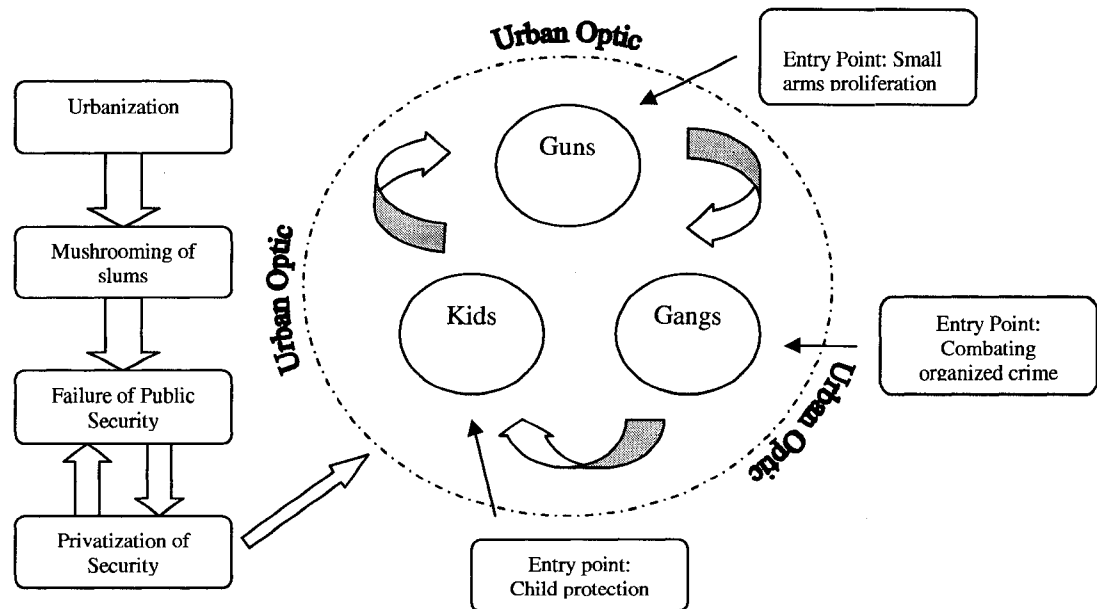 Urban Optic
Entry Point: Small
arms proliferation
Urbanization
Guns
Mushrooming of
slums
Urban Optic
Kids
Gangs
Entry Point:
Combating
organized crime
Failure of Public
Security
Urban Optic
Privatization of
Security
Entry point:
Child protection